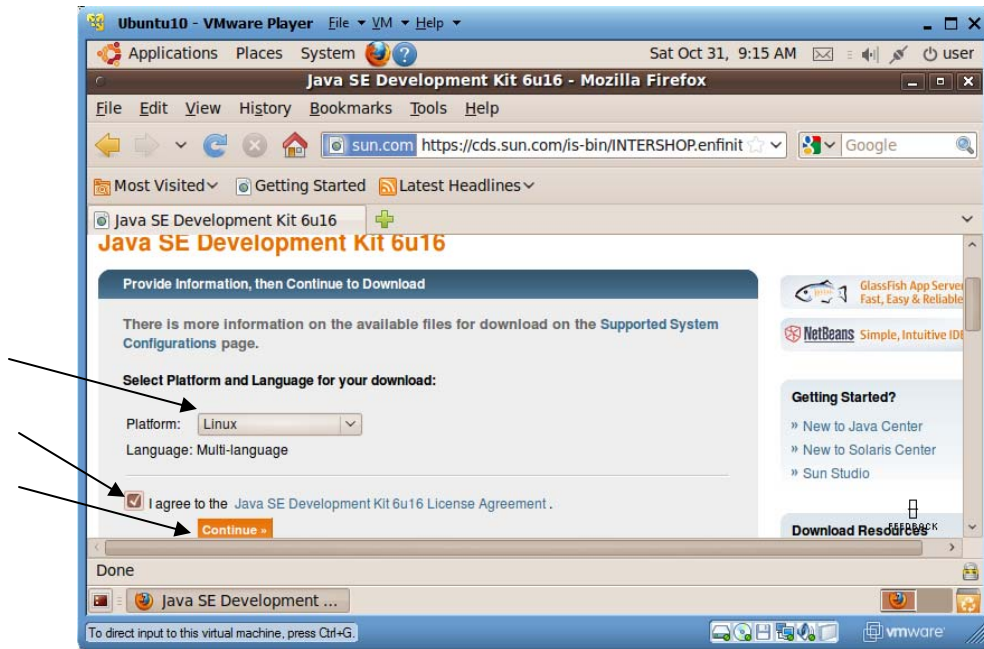 Ubuntu10 - VMware Player File VM Help
Applications Places System Sat Oct 31, 9:15 AM user
Java SE Development Kit 6u16 - Mozilla Firefox
File Edit View History Bookmarks Tools Help
sun.com https://cds.sun.com/is-bin/INTERSHOP.enfinit Google
Most Visited Getting Started Latest Headlines
Java SE Development Kit 6u16
Java SE Development Kit 6u16
Provide Information, then Continue to Download
There is more information on the available files for download on the Supported System
Configurations page.
Select Platform and Language for your download:
Platform: Linux
Language: Multi-language
I agree to the Java SE Development Kit 6u16 License Agreement .
Continue »
GlassFish App Server
Fast, Easy & Reliable
NetBeans Simple, Intuitive ID
Getting Started?
» New to Java Center
» New to Solaris Center
» Sun Studio
FEEDBACK
Download Resources
Done
Java SE Development ...
To direct input to this virtual machine, press Ctrl+G.
vmware